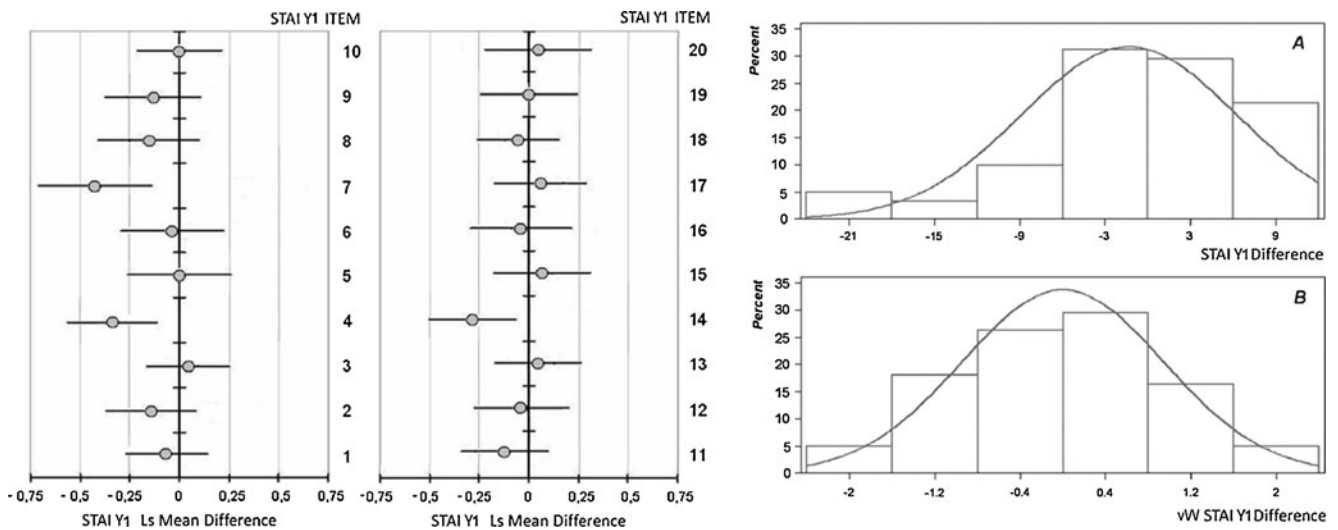 STAI Y1 ITEM
10
9
8
7
6
5
4
3
2
1
- 0,75 - 0,5 - 0,25 0 0,25 0,5 0,75
STAI Y1 Ls Mean Difference
STAI Y1 ITEM
20
19
18
17
16
15
14
13
12
11
- 0,75 - 0,5 - 0,25 0 0,25 0,5 0,75
STAI Y1 Ls Mean Difference
A
Percent
35
30
25
20
15
10
5
0
-21 -15 -9 -3 3 9
STAI Y1 Difference
B
Percent
35
30
25
20
15
10
5
0
-2 -1.2 -0.4 0.4 1.2 2
vW STAI Y1 Difference